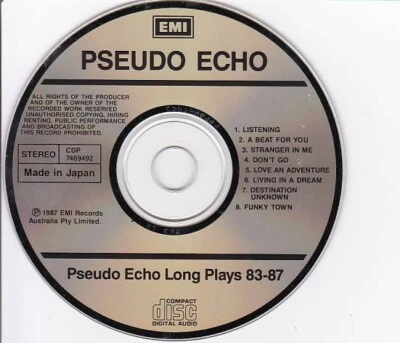 EMI
PSEUDO ECHO
ALL RIGHTS OF THE PRODUCER
AND OF THE OWNER OF THE
RECORDED WORK RESERVED
UNAUTHORISED COPYING, HIRING
RENTING, PUBLIC PERFORMANCE
AND BROADCASTING OF
THIS RECORD PROHIBITED.
STEREO
CDP
7469492
Made in Japan
℗ 1987 EMI Records
Australia Pty Limited.
1. LISTENING
2. A BEAT FOR YOU
3. STRANGER IN ME
4. DON'T GO
5. LOVE AN ADVENTURE
6. LIVING IN A DREAM
7. DESTINATION
UNKNOWN
8. FUNKY TOWN
Pseudo Echo Long Plays 83-87
COMPACT
disc
DIGITAL AUDIO